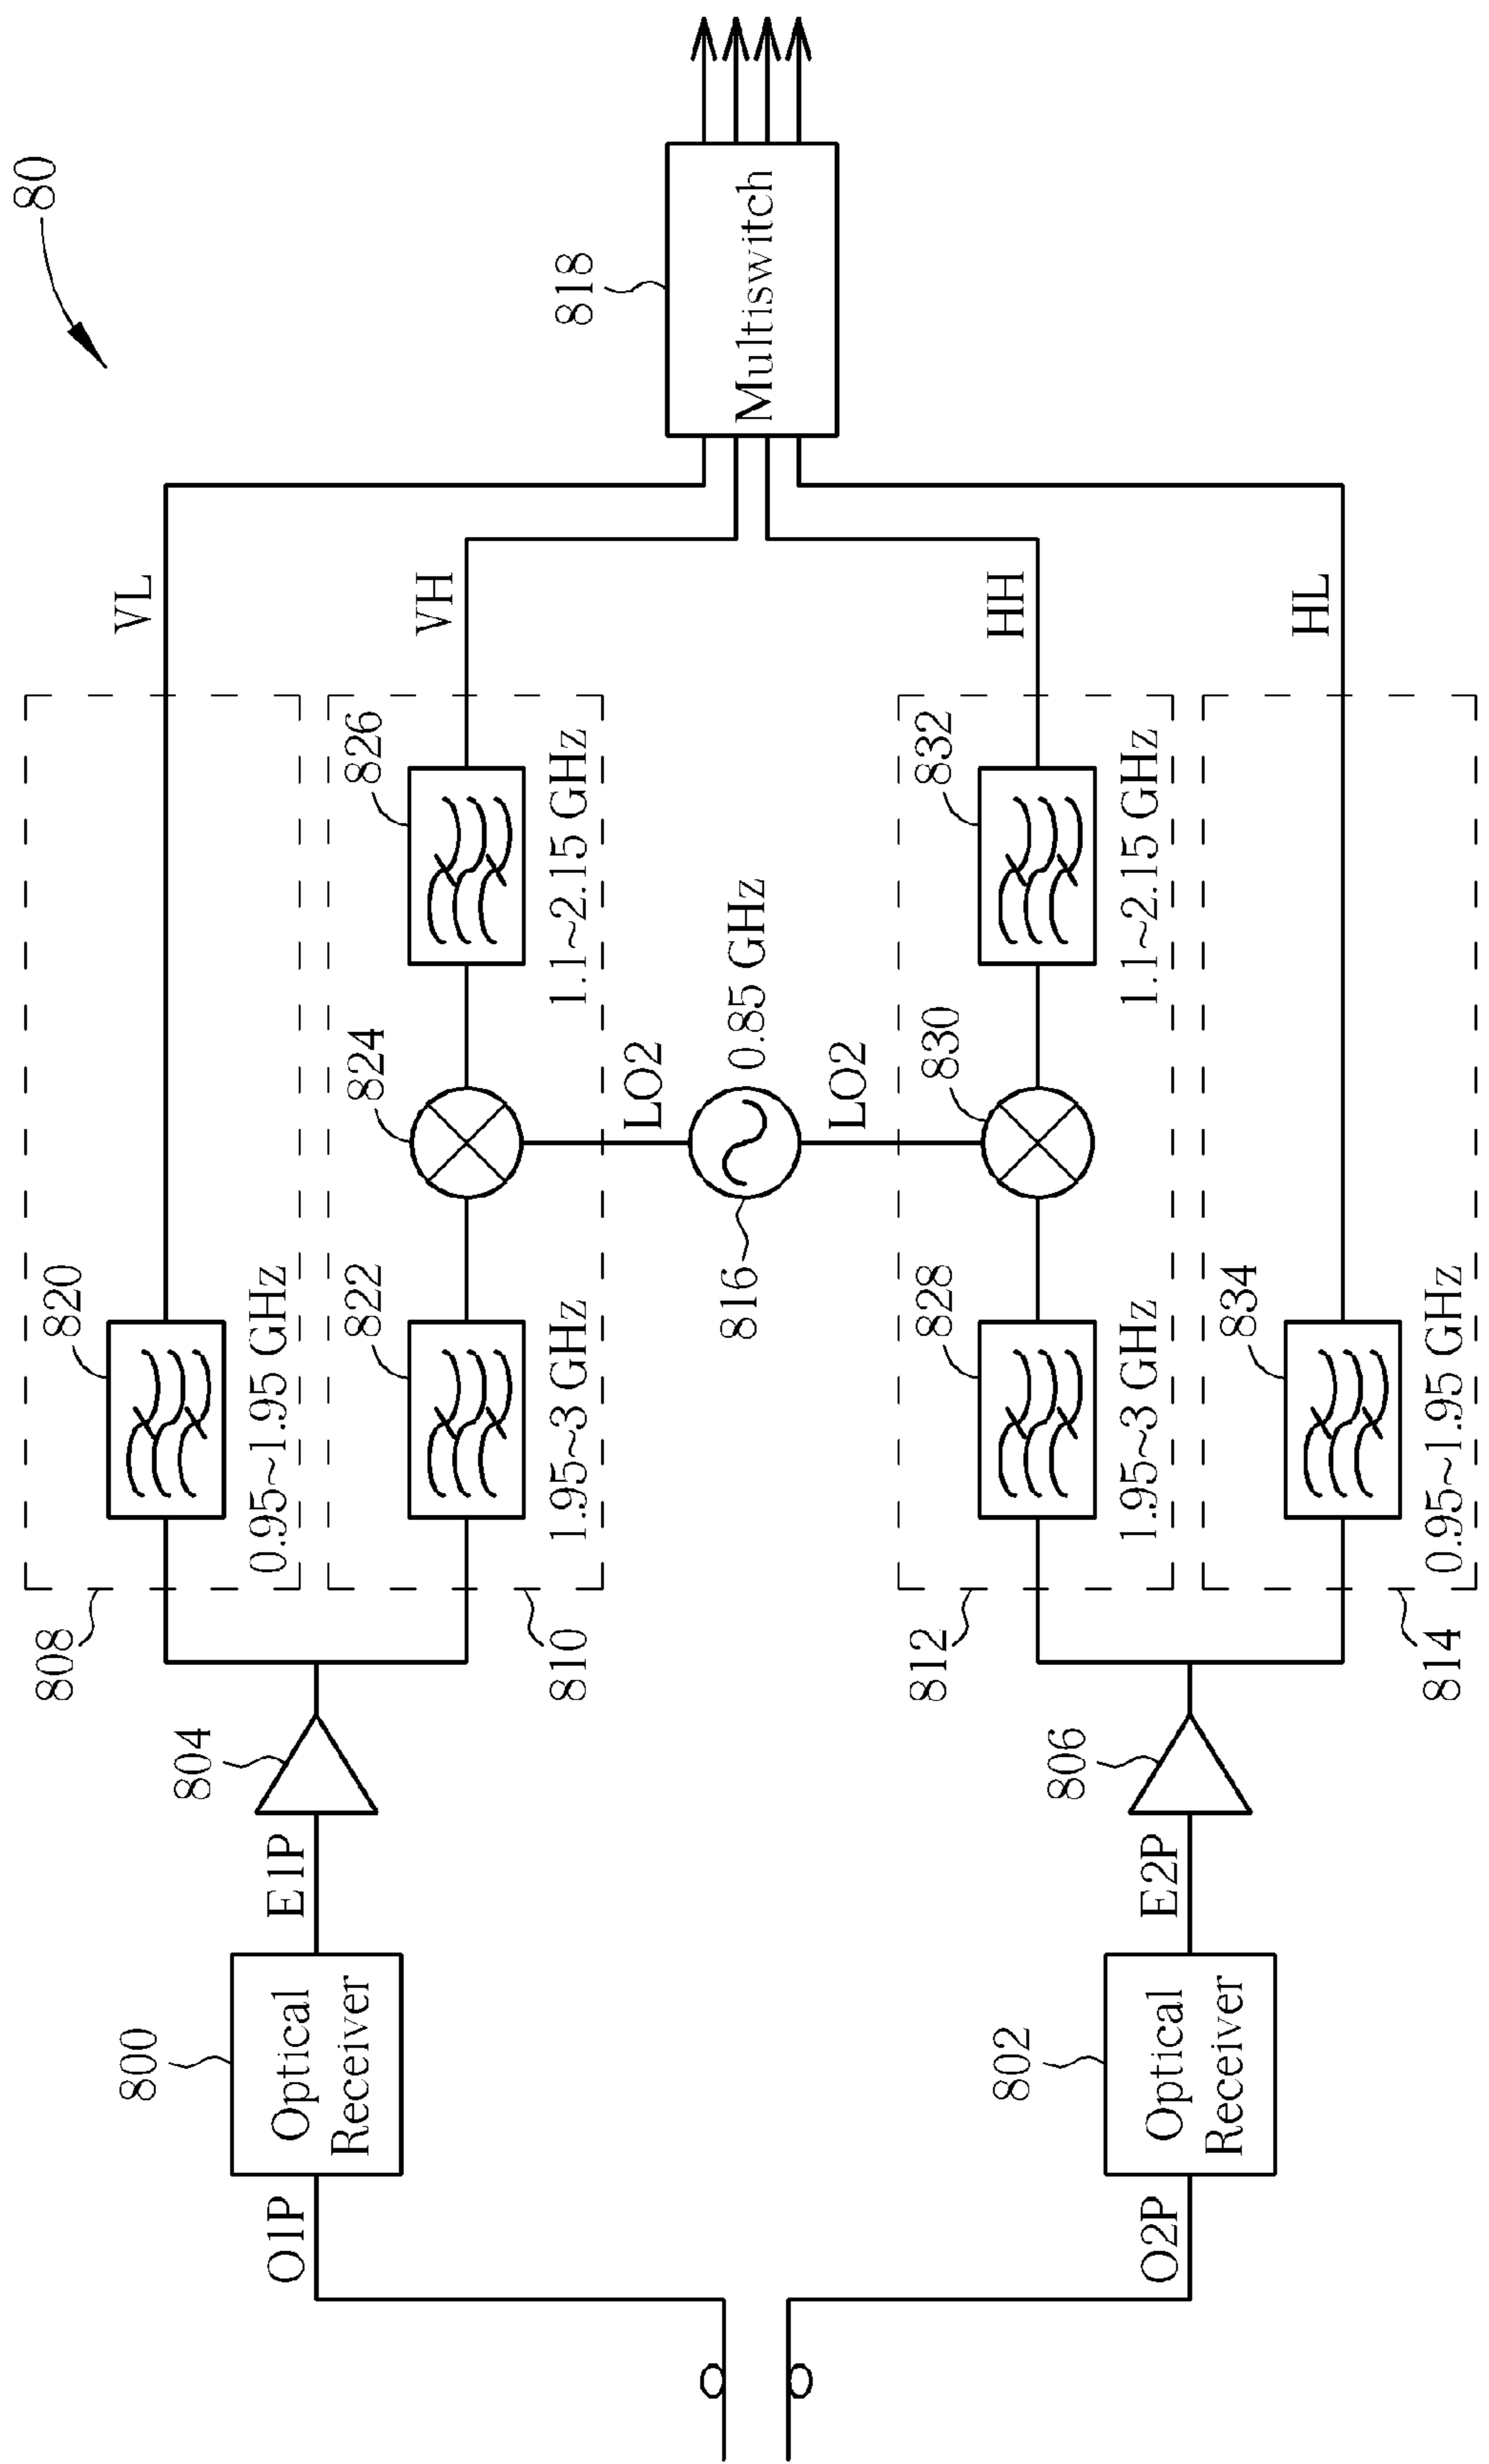 80
O1P
800
Optical
Receiver
E1P
804
808
820
0.95~1.95 GHz
VL
810
822
1.95~3 GHz
824
826
1.1~2.15 GHz
VH
LO2
816
0.85 GHz
LO2
818
Multiswitch
O2P
802
Optical
Receiver
E2P
806
812
828
1.95~3 GHz
830
832
1.1~2.15 GHz
HH
814
834
0.95~1.95 GHz
HL